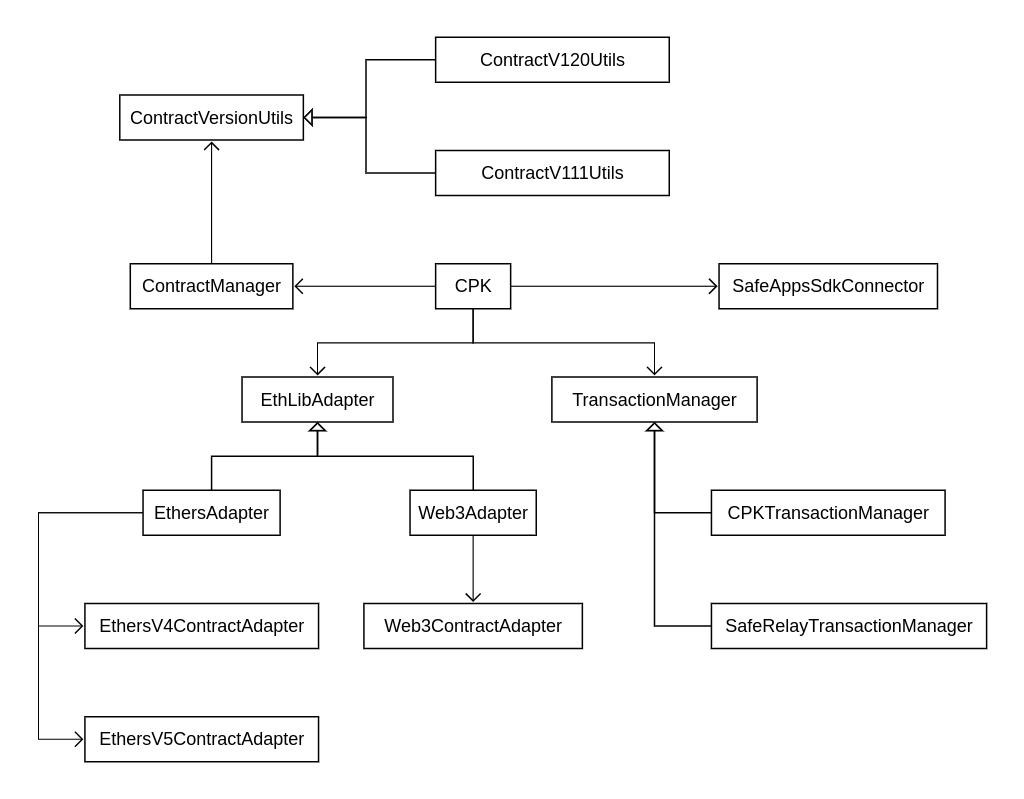 ContractV120Utils
ContractVersionUtils
ContractV111Utils
ContractManager
CPK
SafeAppsSdkConnector
EthLibAdapter
TransactionManager
EthersAdapter
Web3Adapter
CPKTransactionManager
EthersV4ContractAdapter
Web3ContractAdapter
SafeRelayTransactionManager
EthersV5ContractAdapter